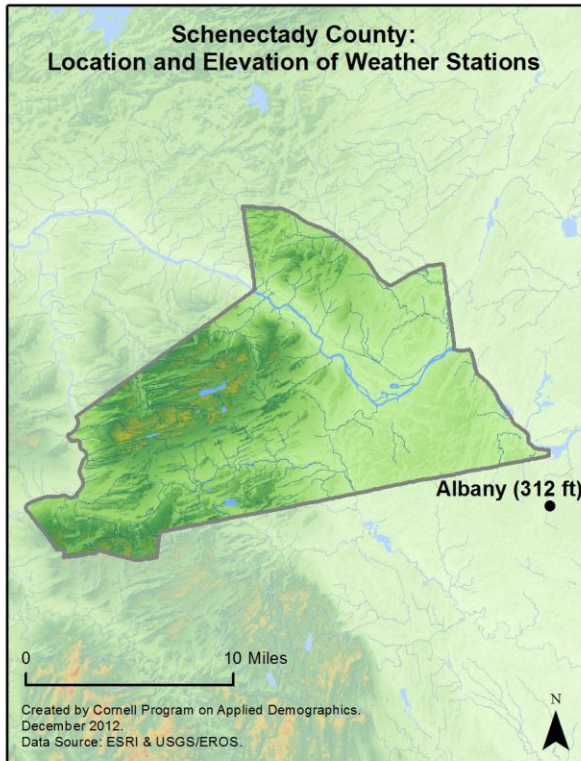 Schenectady County:
Location and Elevation of Weather Stations
Albany (312 ft)
0 10 Miles
Created by Cornell Program on Applied Demographics.
December 2012.
Data Source: ESRI & USGS/EROS.
N